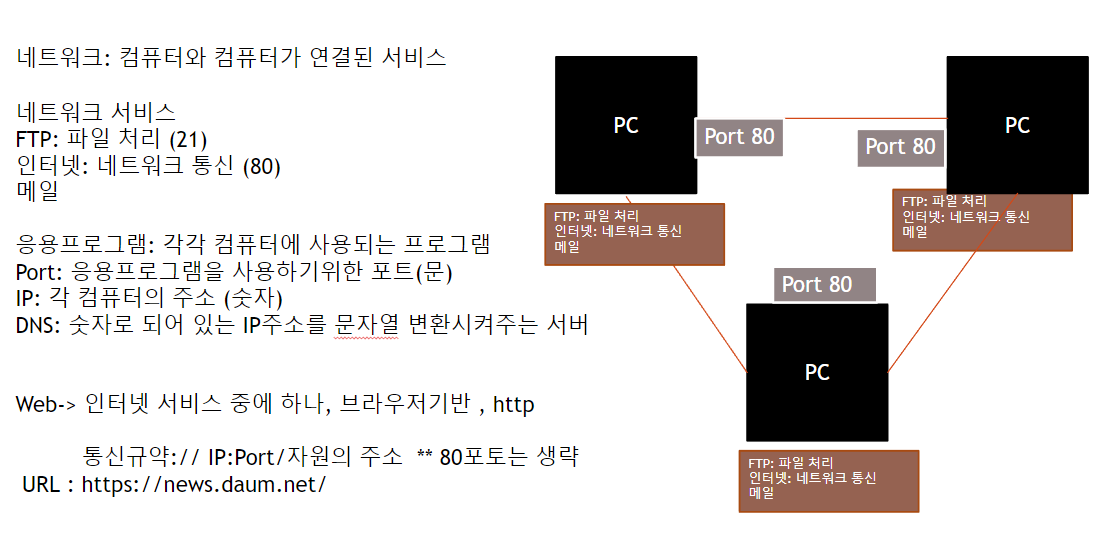 네트워크: 컴퓨터와 컴퓨터가 연결된 서비스
네트워크 서비스
FTP: 파일 처리 (21)
인터넷: 네트워크 통신 (80)
메일
응용프로그램: 각각 컴퓨터에 사용되는 프로그램
Port: 응용프로그램을 사용하기위한 포트(문)
IP: 각 컴퓨터의 주소 (숫자)
DNS: 숫자로 되어 있는 IP주소를 문자열 변환시켜주는 서버
Web-> 인터넷 서비스 중에 하나, 브라우저기반 , http
통신규약:// IP:Port/자원의 주소 ** 80포토는 생략
URL : https://news.daum.net/
PC
Port 80
FTP: 파일 처리
인터넷: 네트워크 통신
메일
PC
Port 80
FTP: 파일 처리
인터넷: 네트워크 통신
메일
Port 80
PC
FTP: 파일 처리
인터넷: 네트워크 통신
메일